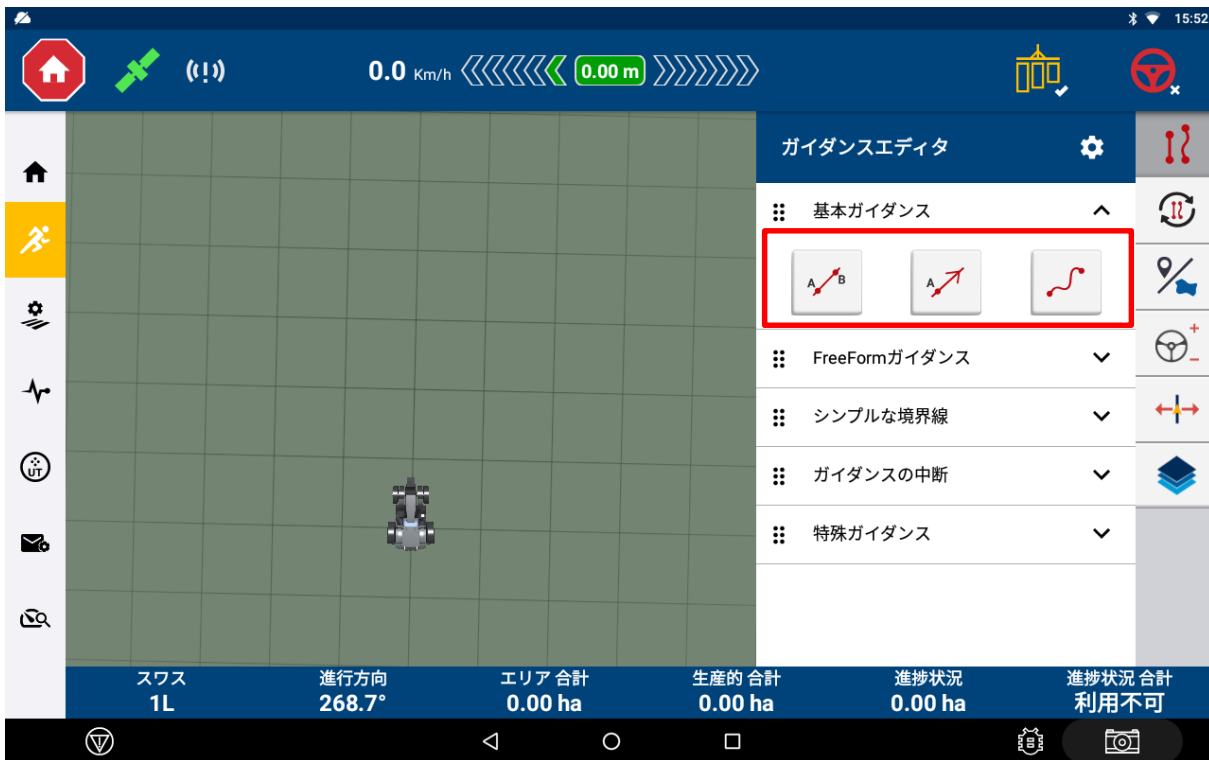 15:52
0.0 Km/h 0.00 m
ガイダンスエディタ
基本ガイダンス
A B
A
FreeFormガイダンス
シンプルな境界線
UT
ガイダンスの中断
特殊ガイダンス
スワス 進行方向 エリア 合計 生産的 合計 進捗状況 進捗状況 合計
1L 268.7° 0.00 ha 0.00 ha 0.00 ha 利用不可